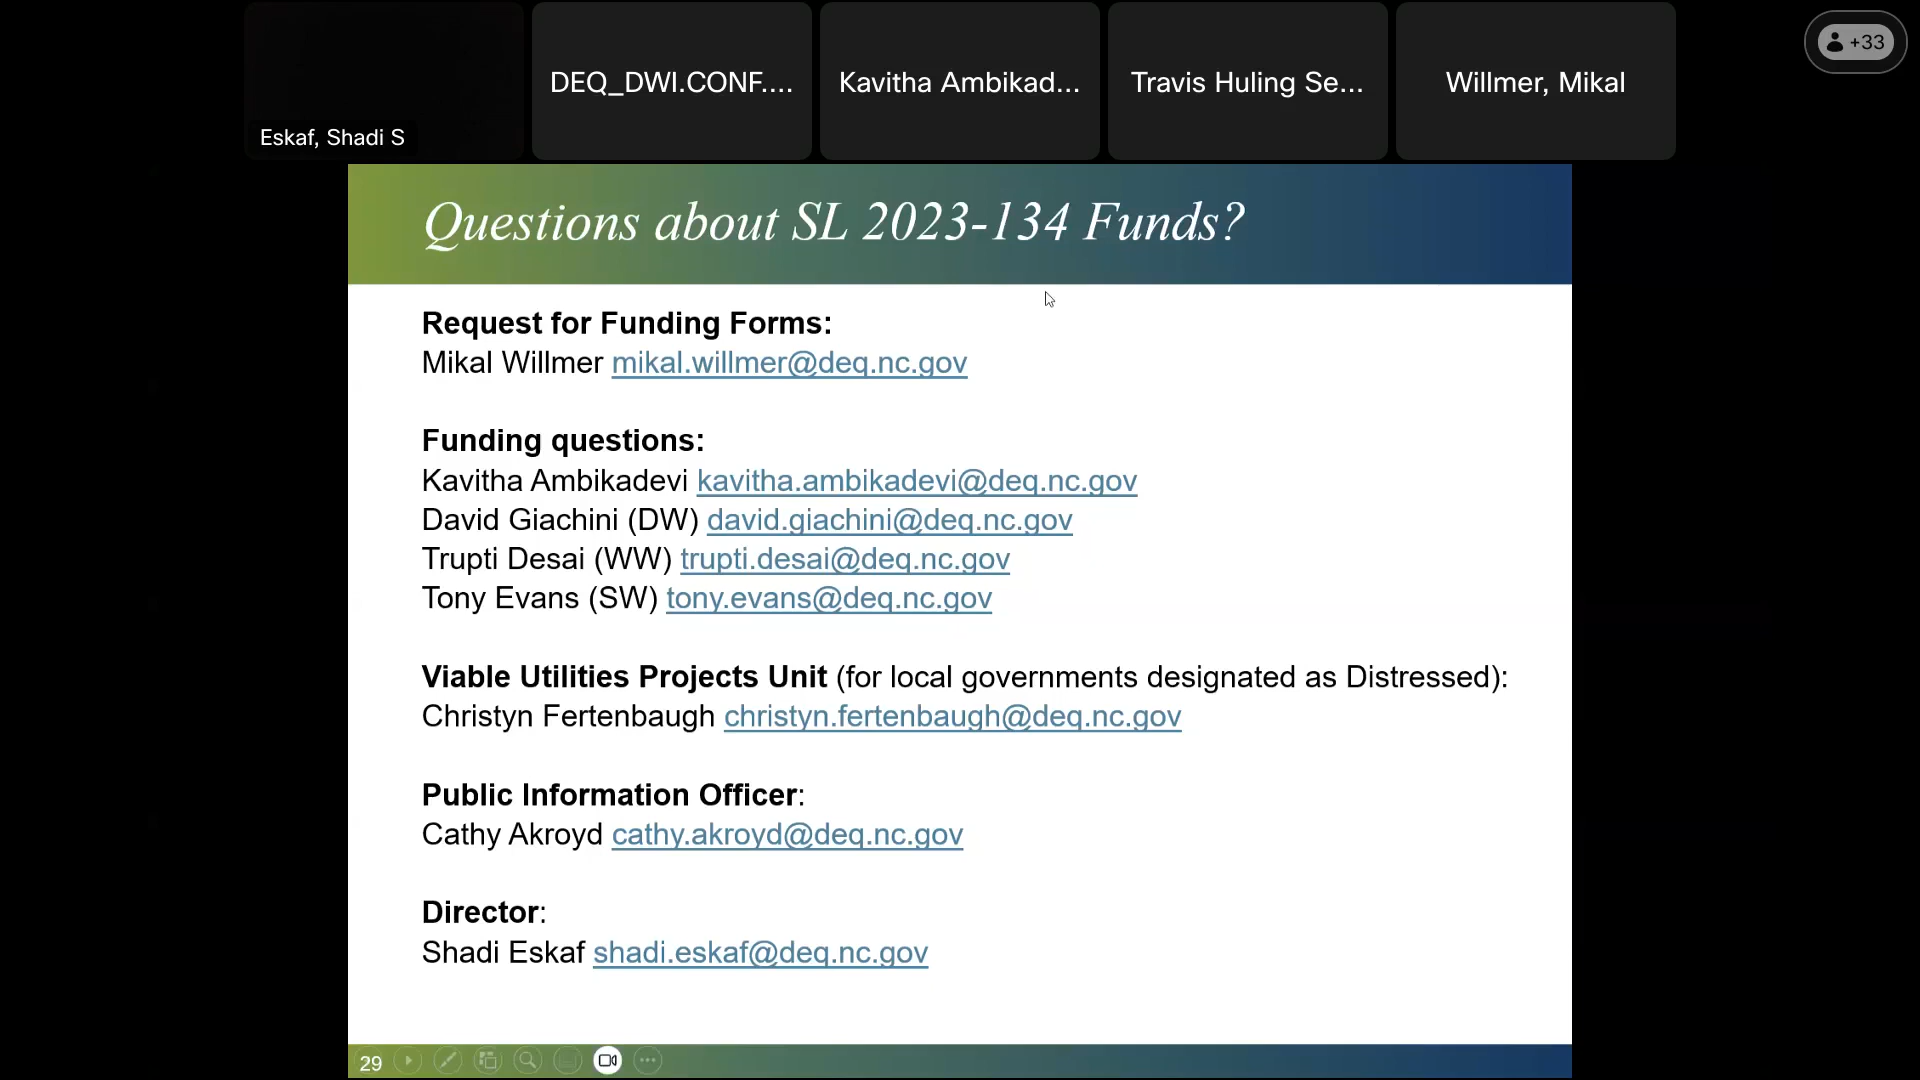 DEQ_DWI.CONF....
Kavitha Ambikad...
Travis Huling Se...
Willmer, Mikal
+33
Eskaf, Shadi S
Questions about SL 2023-134 Funds?
Request for Funding Forms:
Mikal Willmer mikal.willmer@deq.nc.gov
Funding questions:
Kavitha Ambikadevi kavitha.ambikadevi@deq.nc.gov
David Giachini (DW) david.giachini@deq.nc.gov
Trupti Desai (WW) trupti.desai@deq.nc.gov
Tony Evans (SW) tony.evans@deq.nc.gov
Viable Utilities Projects Unit (for local governments designated as Distressed):
Christyn Fertenbaugh christyn.fertenbaugh@deq.nc.gov
Public Information Officer:
Cathy Akroyd cathy.akroyd@deq.nc.gov
Director:
Shadi Eskaf shadi.eskaf@deq.nc.gov
29